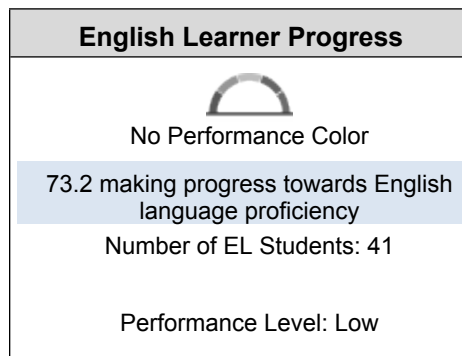 English Learner Progress
No Performance Color
73.2 making progress towards English
language proficiency
Number of EL Students: 41
Performance Level: Low